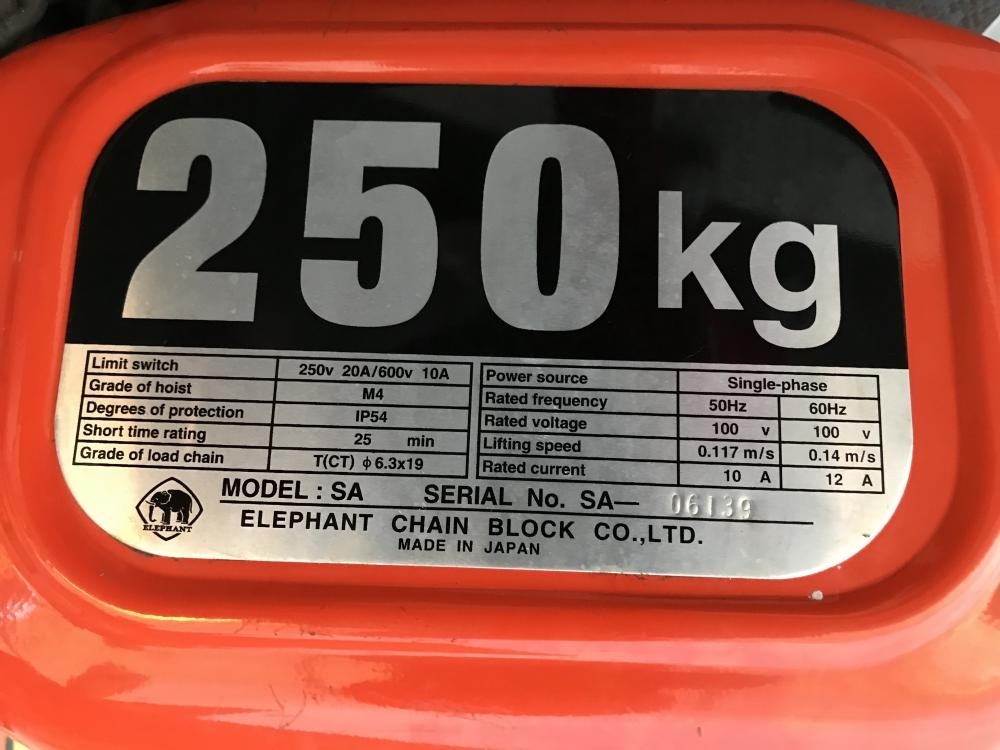 250 kg
Limit switch 250v 20A/600v 10A
Grade of hoist M4
Degrees of protection IP54
Short time rating 25 min
Grade of load chain T(CT) ϕ6.3x19
Power source Single-phase
Rated frequency 50Hz 60Hz
Rated voltage 100 v 100 v
Lifting speed 0.117 m/s 0.14 m/s
Rated current 10 A 12 A
ELEPHANT
MODEL : SA SERIAL No. SA— 06139
ELEPHANT CHAIN BLOCK CO.,LTD.
MADE IN JAPAN